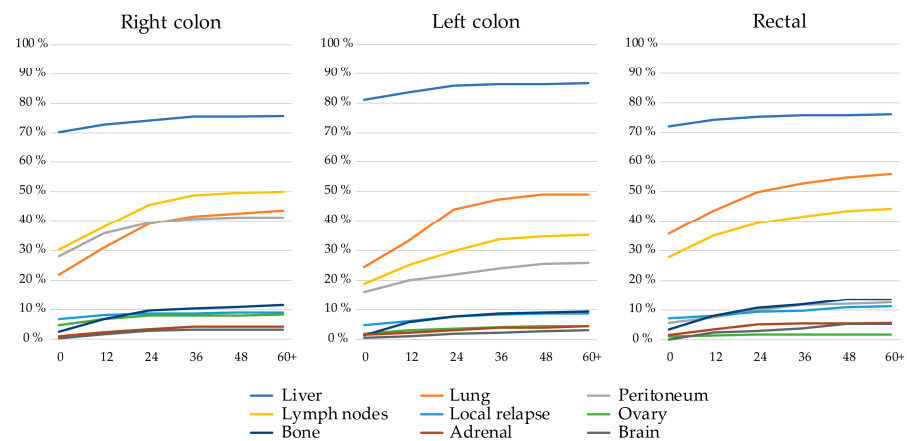 Right colon Left colon Rectal
100 % 100 % 100 %
90 % 90 % 90 %
80 % 80 % 80 %
70 % 70 % 70 %
60 % 60 % 60 %
50 % 50 % 50 %
40 % 40 % 40 %
30 % 30 % 30 %
20 % 20 % 20 %
10 % 10 % 10 %
0 % 0 % 0 %
0 12 24 36 48 60+ 0 12 24 36 48 60+ 0 12 24 36 48 60+
Liver Lung Peritoneum
Lymph nodes Local relapse Ovary
Bone Adrenal Brain